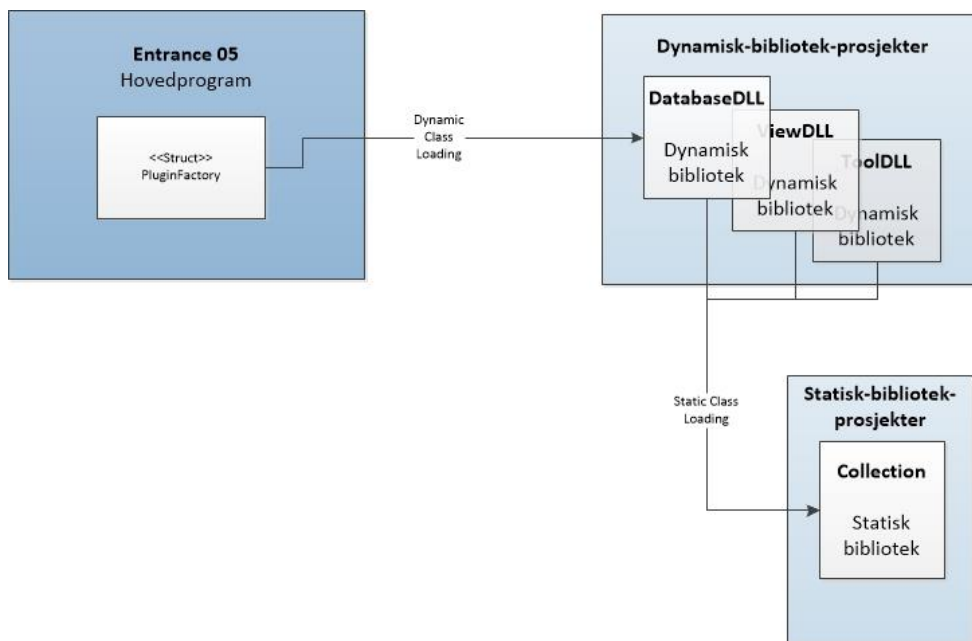 Entrance 05
Hovedprogram
<<Struct>>
PluginFactory
Dynamic
Class
Loading
Dynamisk-bibliotek-prosjekter
DatabaseDLL
Dynamisk
bibliotek
ViewDLL
Dynamisk
bibliotek
ToolDLL
Dynamisk
bibliotek
Static Class
Loading
Statisk-bibliotek-
prosjekter
Collection
Statisk
bibliotek